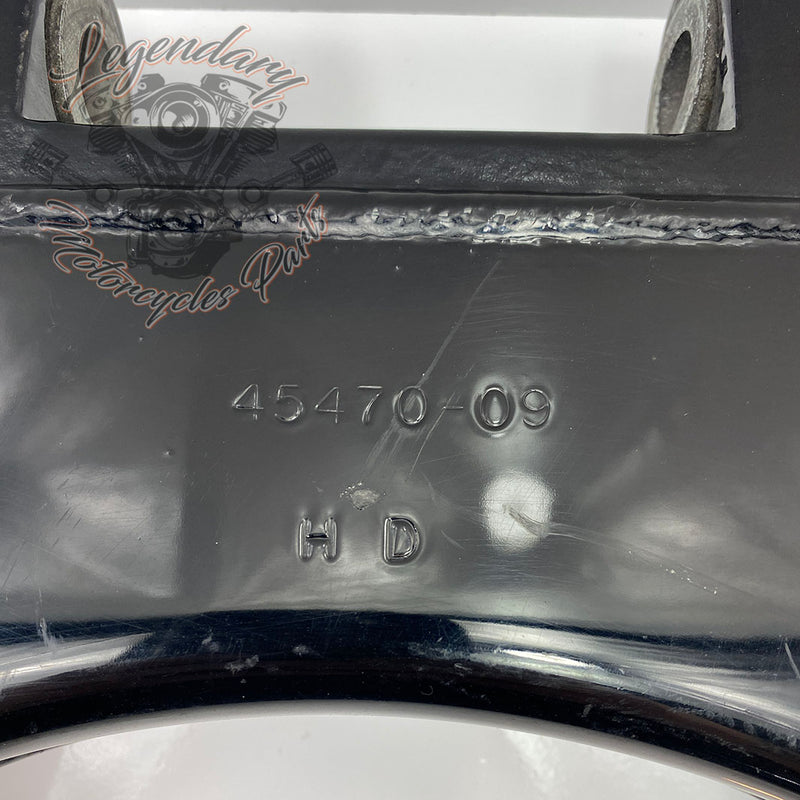 Legendary
Motorcycles Parts
45470-09
H D